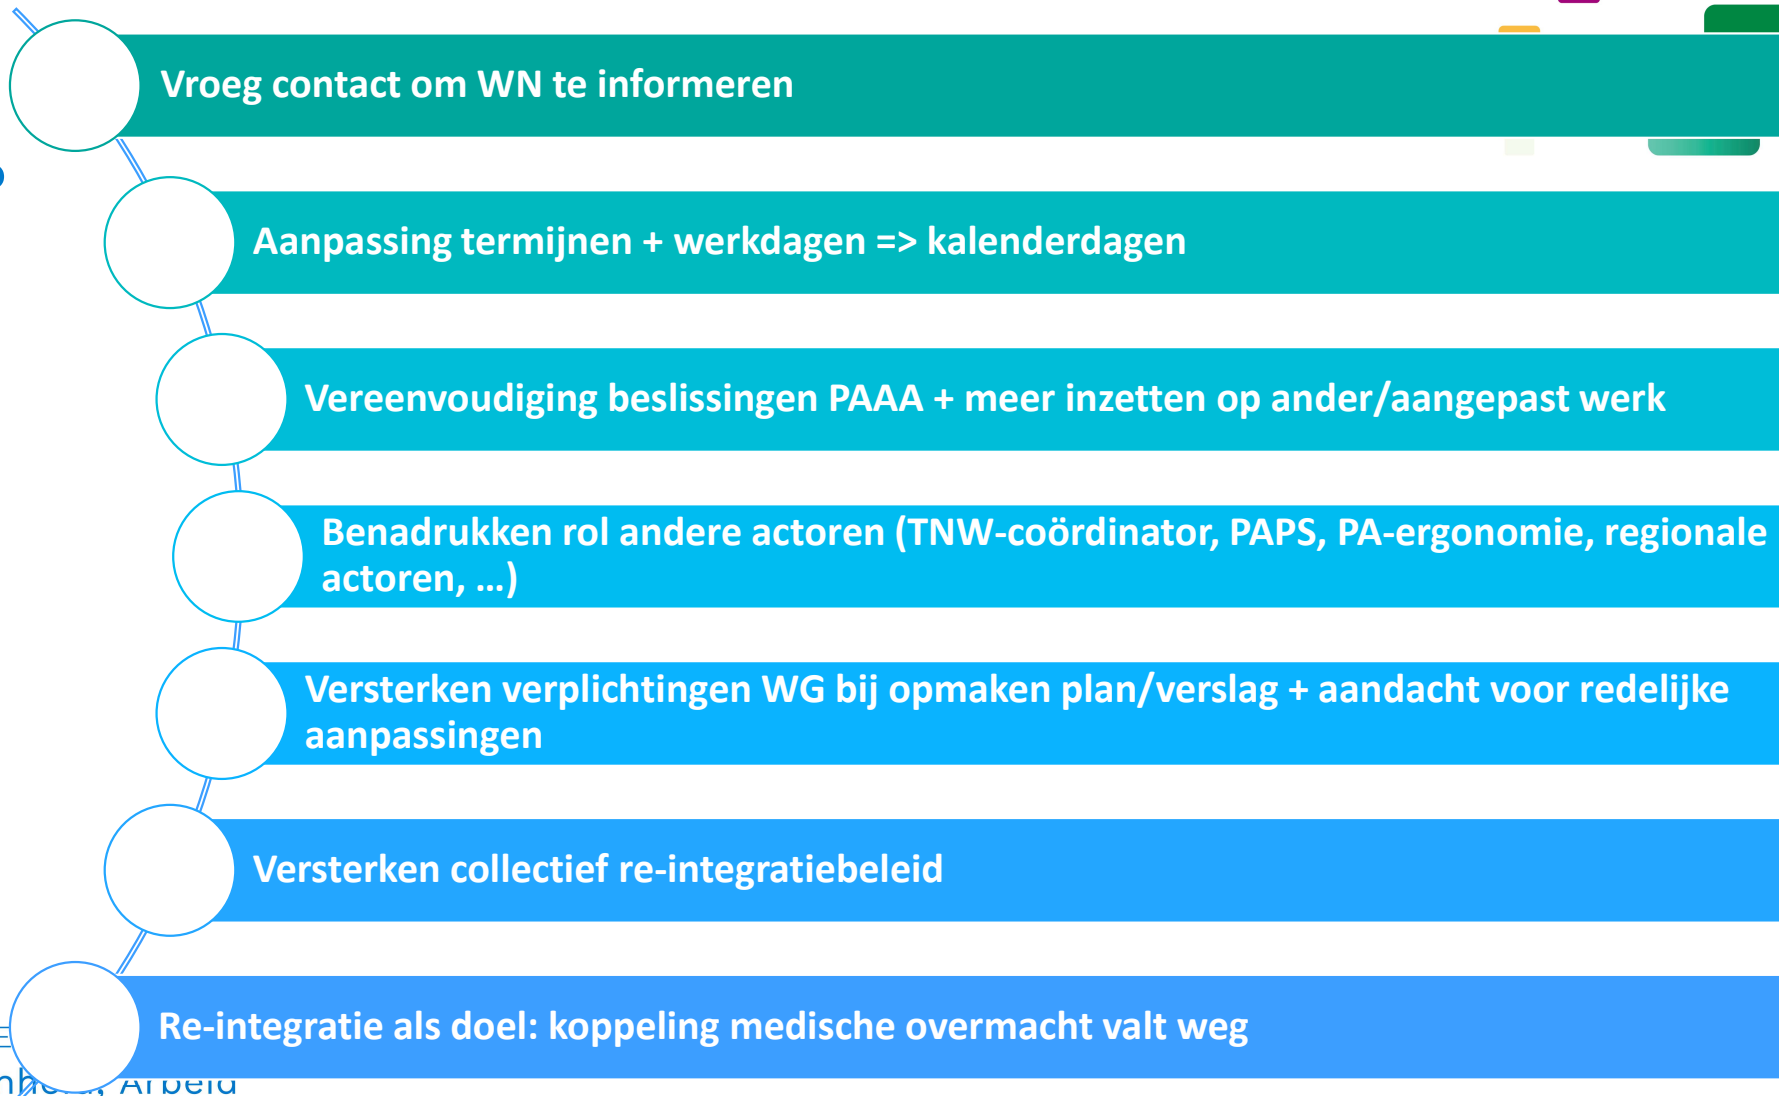 Vroeg contact om WN te informeren
Aanpassing termijnen + werkdagen => kalenderdagen
Vereenvoudiging beslissingen PAAA + meer inzetten op ander/aangepast werk
Benadrukken rol andere actoren (TNW-coördinator, PAPS, PA-ergonomie, regionale
actoren, …)
Versterken verplichtingen WG bij opmaken plan/verslag + aandacht voor redelijke
aanpassingen
Versterken collectief re-integratiebeleid
Re-integratie als doel: koppeling medische overmacht valt weg
Arbeid